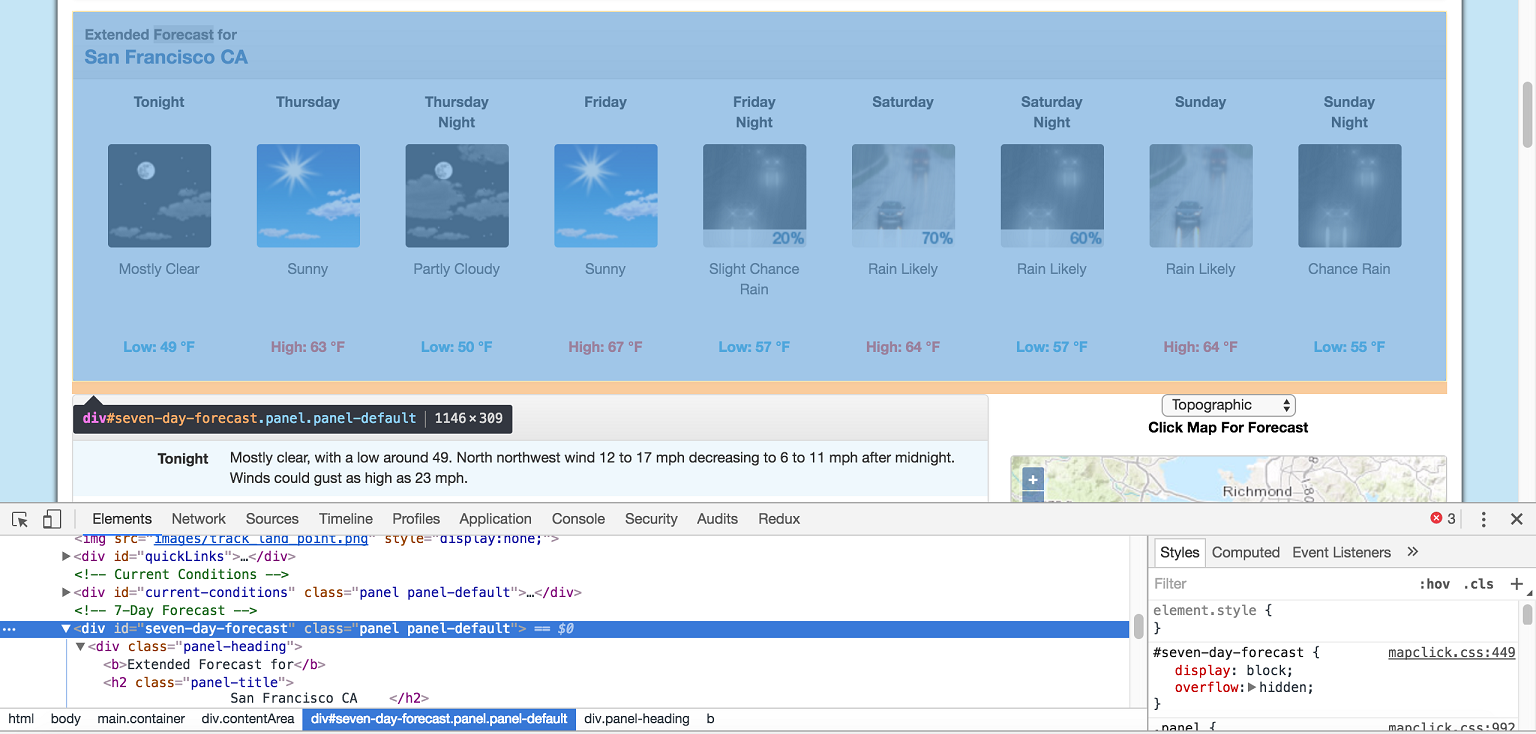 Extended Forecast for
San Francisco CA
Tonight Thursday Thursday Night Friday Friday Night Saturday Saturday Night Sunday Sunday Night
20% 70% 60%
Mostly Clear Sunny Partly Cloudy Sunny Slight Chance Rain Rain Likely Rain Likely Rain Likely Chance Rain
Low: 49 °F High: 63 °F Low: 50 °F High: 67 °F Low: 57 °F High: 64 °F Low: 57 °F High: 64 °F Low: 55 °F
div#seven-day-forecast.panel.panel-default | 1146 × 309
Topographic
Click Map For Forecast
Tonight Mostly clear, with a low around 49. North northwest wind 12 to 17 mph decreasing to 6 to 11 mph after midnight.
Winds could gust as high as 23 mph.
+
Richmond
I-80
Elements Network Sources Timeline Profiles Application Console Security Audits Redux 3
<img src="images/track_land_point.png" style="display:none;">
<div id="quickLinks">…</div>
<!-- Current Conditions -->
<div id="current-conditions" class="panel panel-default">…</div>
<!-- 7-Day Forecast -->
<div id="seven-day-forecast" class="panel panel-default"> == $0
<div class="panel-heading">
<b>Extended Forecast for</b>
<h2 class="panel-title">
San Francisco CA </h2>
html body main.container div.contentArea div#seven-day-forecast.panel.panel-default div.panel-heading b
Styles Computed Event Listeners »
Filter :hov .cls +
element.style {
}
#seven-day-forecast { mapclick.css:449
display: block;
overflow: hidden;
}
.panel { mapclick.css:992